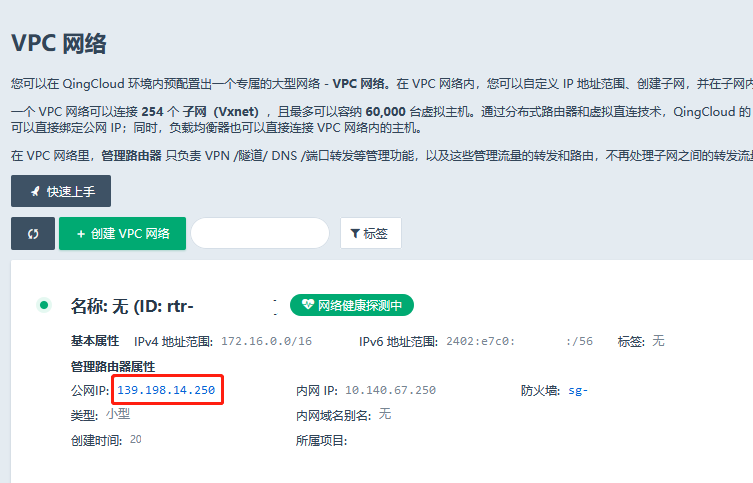 VPC 网络
您可以在 QingCloud 环境内预配置出一个专属的大型网络 - VPC 网络。在 VPC 网络内，您可以自定义 IP 地址范围、创建子网，并在子网内
一个 VPC 网络可以连接 254 个 子网（Vxnet），且最多可以容纳 60,000 台虚拟主机。通过分布式路由器和虚拟直连技术，QingCloud 的
可以直接绑定公网 IP；同时，负载均衡器也可以直接连接 VPC 网络内的主机。
在 VPC 网络里，管理路由器 只负责 VPN /隧道/ DNS /端口转发等管理功能，以及这些管理流量的转发和路由，不再处理子网之间的转发流量
快速上手
+ 创建 VPC 网络 标签
名称: 无 (ID: rtr- 网络健康探测中
基本属性 IPv4 地址范围: 172.16.0.0/16 IPv6 地址范围: 2402:e7c0: :/56 标签: 无
管理路由器属性
公网IP: 139.198.14.250 内网 IP: 10.140.67.250 防火墙: sg-
类型: 小型 内网域名别名: 无
创建时间: 20 所属项目: